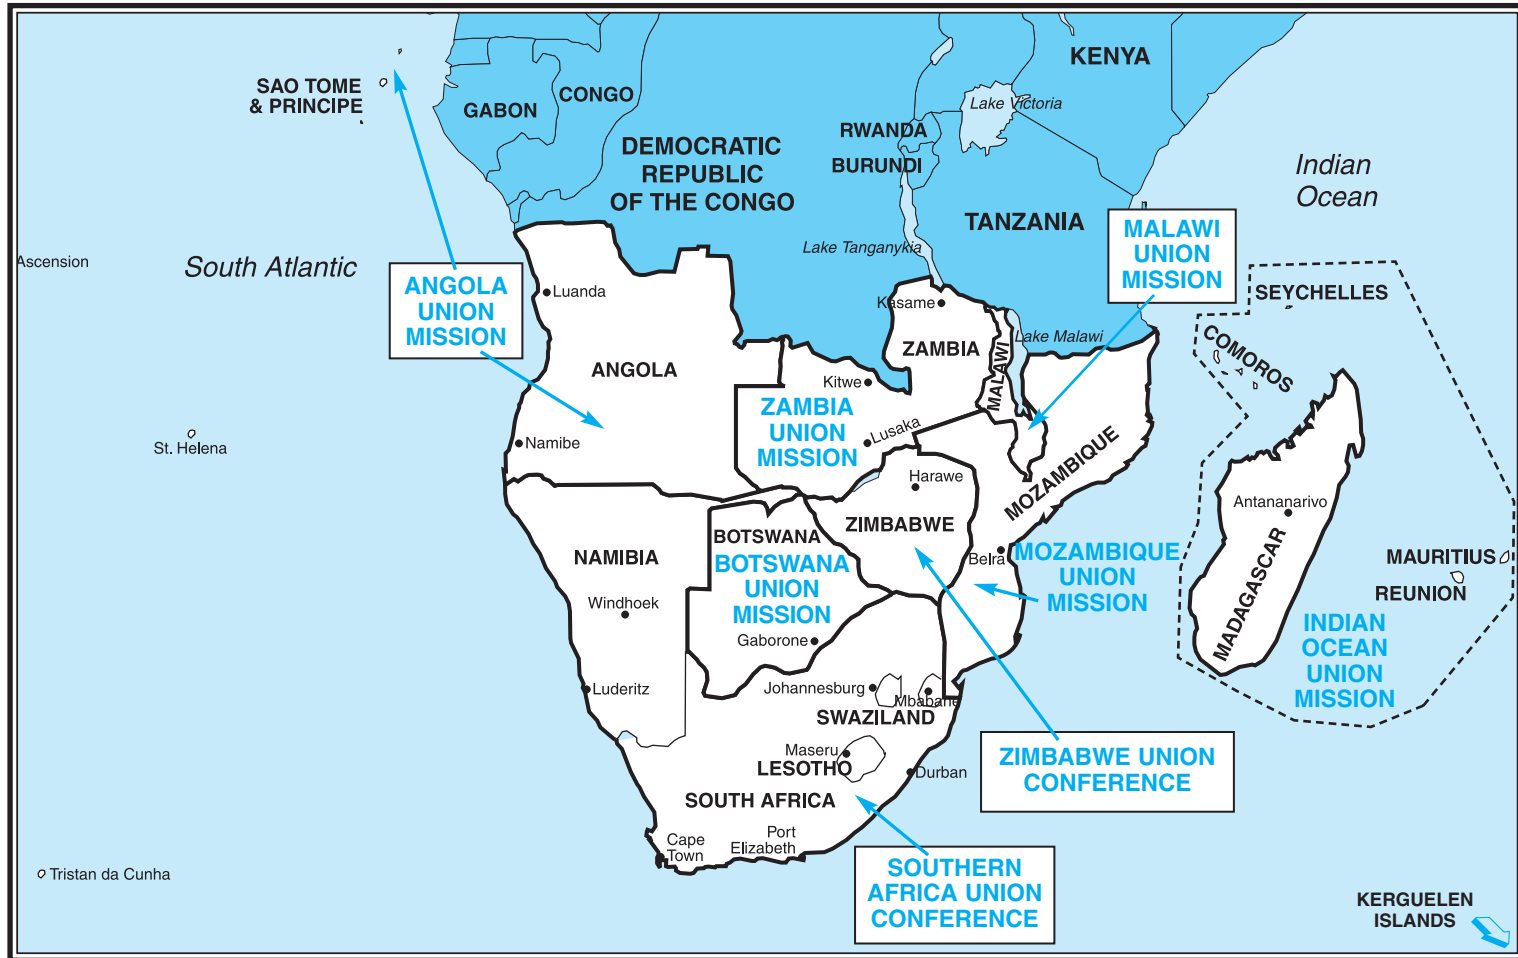 KENYA
SAO TOME
& PRINCIPE
GABON
CONGO
Lake Victoria
RWANDA
BURUNDI
DEMOCRATIC
REPUBLIC
OF THE CONGO
Indian
Ocean
TANZANIA
Lake Tanganykia
MALAWI
UNION
MISSION
Ascension
South Atlantic
ANGOLA
UNION
MISSION
Luanda
Kasame
SEYCHELLES
COMOROS
Lake Malawi
ZAMBIA
MALAWI
ANGOLA
Kitwe
ZAMBIA
UNION
MISSION
Lusaka
Namibe
St. Helena
MOZAMBIQUE
Harawe
ZIMBABWE
Antananarivo
MADAGASCAR
BOTSWANA
BOTSWANA
UNION
MISSION
NAMIBIA
Windhoek
Gaborone
Belra
MOZAMBIQUE
UNION
MISSION
MAURITIUS
REUNION
INDIAN
OCEAN
UNION
MISSION
Luderitz
Johannesburg
Mbabane
SWAZILAND
Maseru
LESOTHO
Durban
SOUTH AFRICA
ZIMBABWE UNION
CONFERENCE
Cape
Town
Port
Elizabeth
SOUTHERN
AFRICA UNION
CONFERENCE
Tristan da Cunha
KERGUELEN
ISLANDS